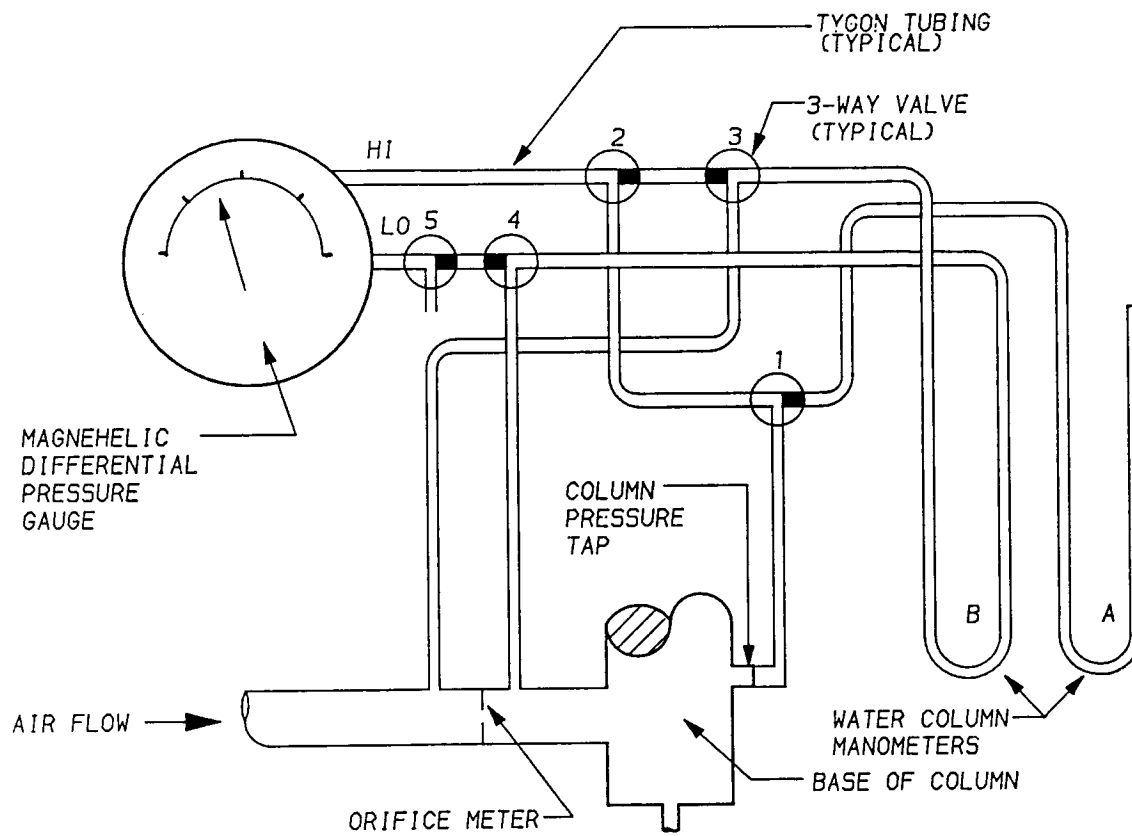 TYGON TUBING
(TYPICAL)
3-WAY VALVE
(TYPICAL)
HI
2
3
LO
5
4
1
MAGNEHELIC
DIFFERENTIAL
PRESSURE
GAUGE
COLUMN
PRESSURE
TAP
B
A
AIR FLOW
WATER COLUMN
MANOMETERS
BASE OF COLUMN
ORIFICE METER